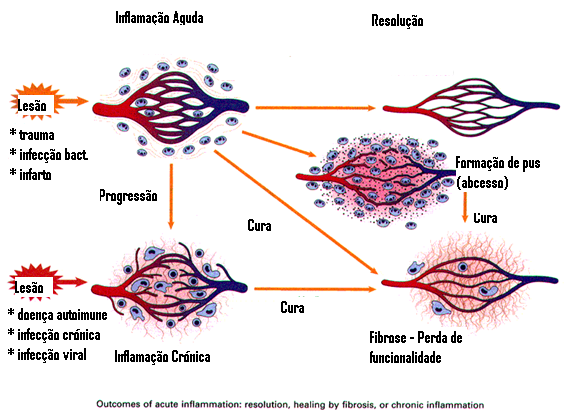 Inflamação Aguda
Resolução
Lesão
* trauma
* infecção bact.
* infarto
Progressão
Formação de pus
(abcesso)
Cura
Cura
Lesão
* doença autoimune
* infecção crónica
* infecção viral
Inflamação Crónica
Cura
Fibrose - Perda de
funcionalidade
Outcomes of acute inflammation: resolution, healing by fibrosis, or chronic inflammation